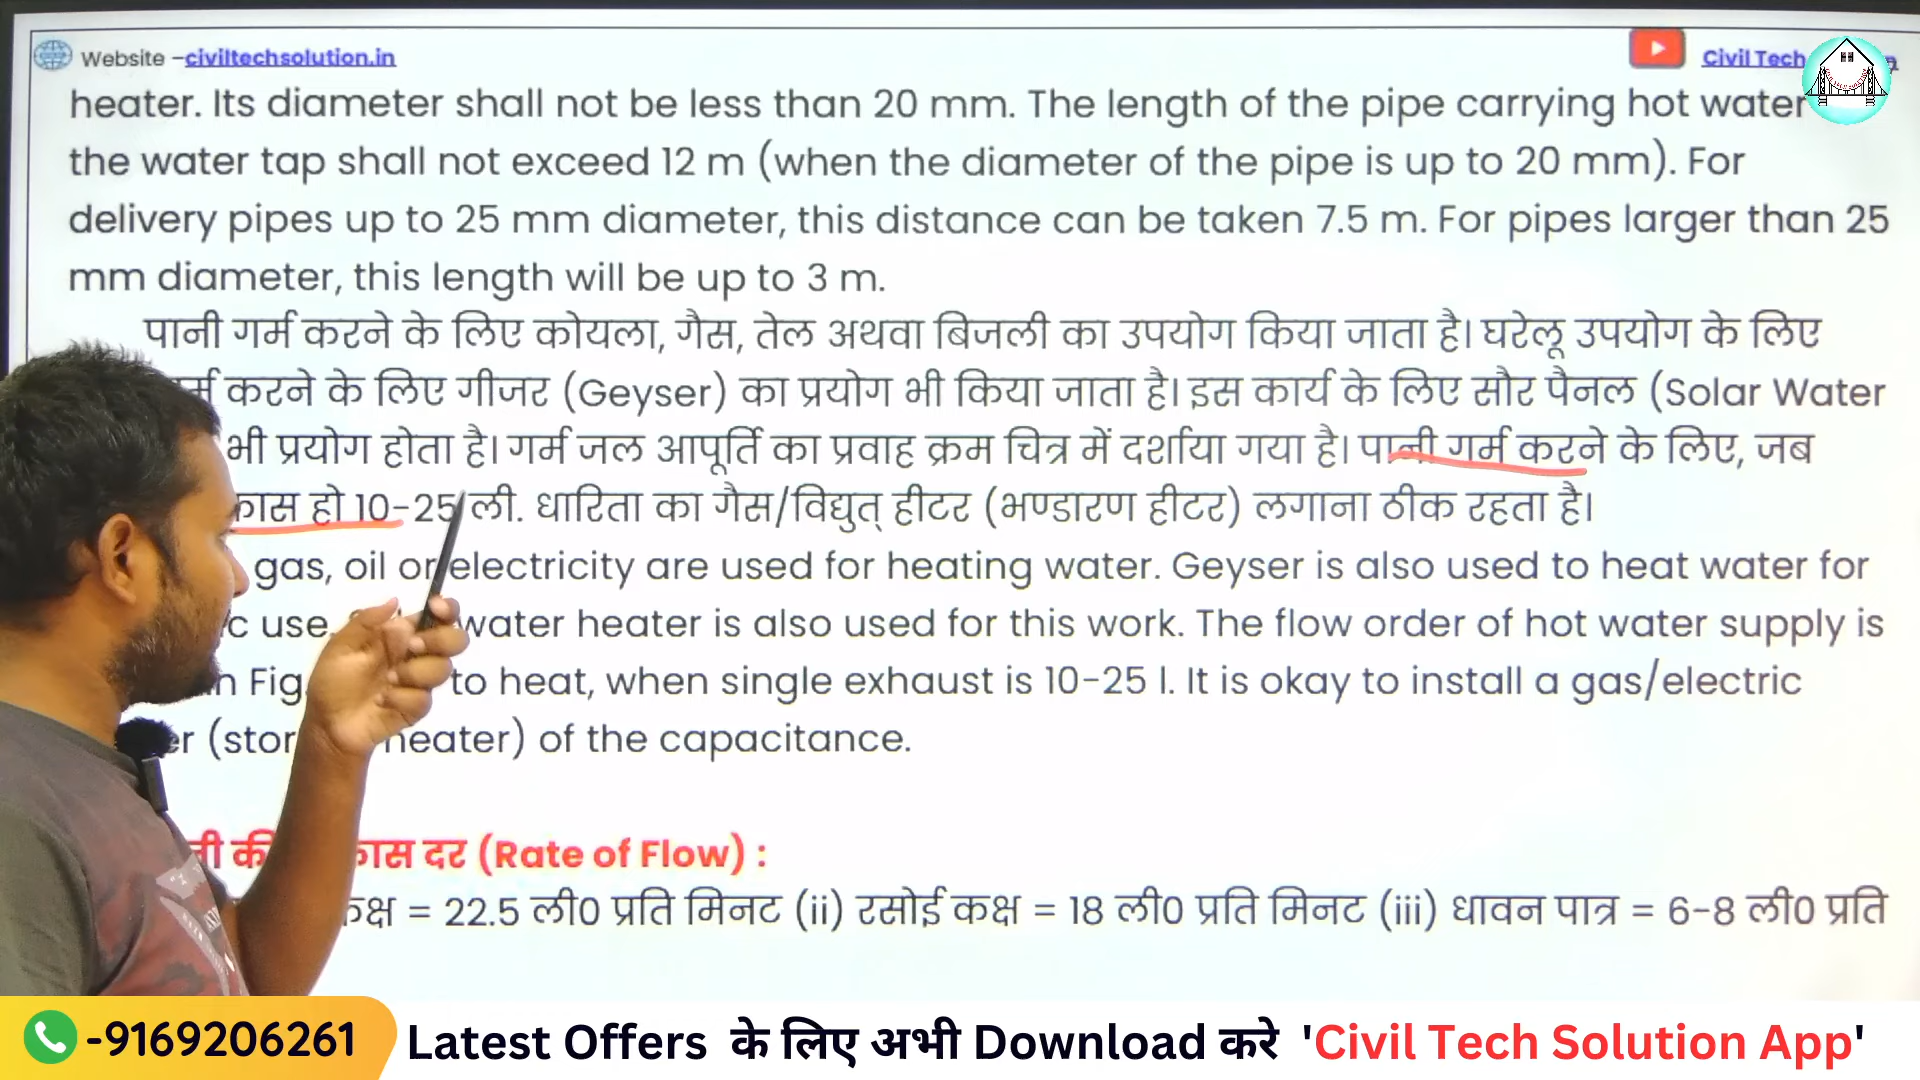 Website –civiltechsolution.in
Civil Tech
heater. Its diameter shall not be less than 20 mm. The length of the pipe carrying hot water
the water tap shall not exceed 12 m (when the diameter of the pipe is up to 20 mm). For
delivery pipes up to 25 mm diameter, this distance can be taken 7.5 m. For pipes larger than 25
mm diameter, this length will be up to 3 m.
पानी गर्म करने के लिए कोयला, गैस, तेल अथवा बिजली का उपयोग किया जाता है। घरेलू उपयोग के लिए
करने के लिए गीजर (Geyser) का प्रयोग भी किया जाता है। इस कार्य के लिए सौर पैनल (Solar Water
भी प्रयोग होता है। गर्म जल आपूर्ति का प्रवाह क्रम चित्र में दर्शाया गया है। पानी गर्म करने के लिए, जब
हो 10-25 ली. धारिता का गैस/विद्युत् हीटर (भण्डारण हीटर) लगाना ठीक रहता है।
gas, oil or electricity are used for heating water. Geyser is also used to heat water for
use. water heater is also used for this work. The flow order of hot water supply is
Fig. to heat, when single exhaust is 10-25 l. It is okay to install a gas/electric
heater) of the capacitance.
दर (Rate of Flow) :
= 22.5 ली0 प्रति मिनट (ii) रसोई कक्ष = 18 ली0 प्रति मिनट (iii) धावन पात्र = 6-8 ली0 प्रति
-9169206261
Latest Offers के लिए अभी Download करे 'Civil Tech Solution App'